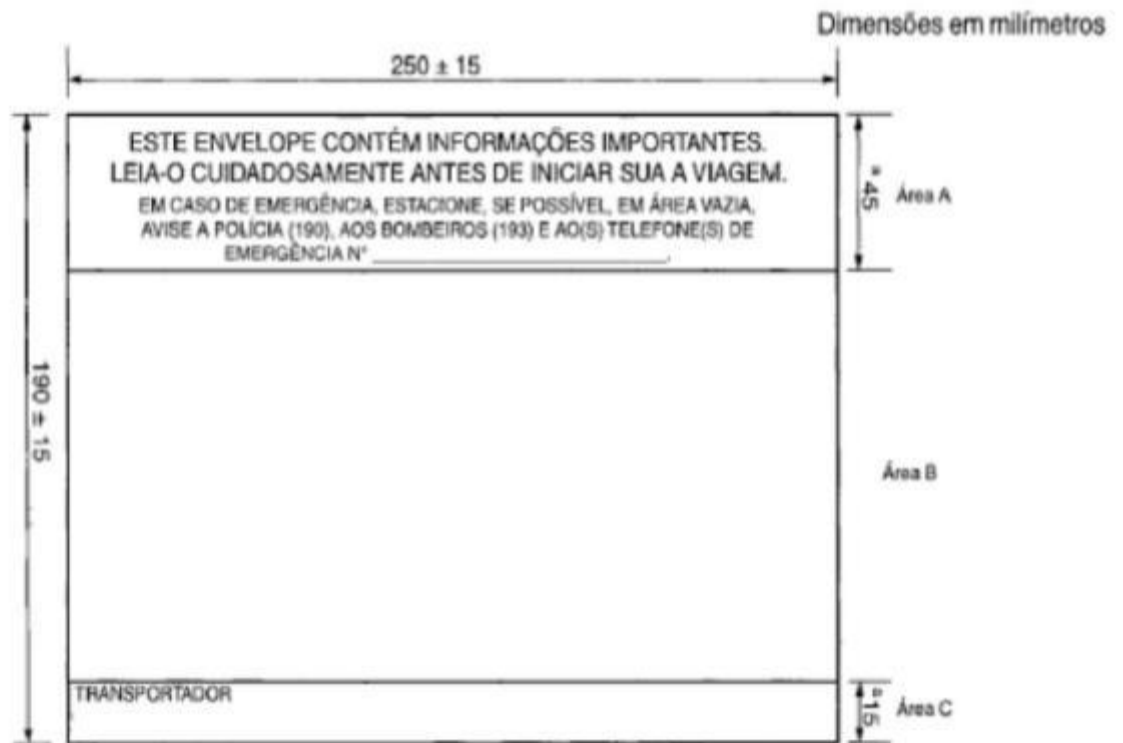 Dimensões em milímetros
250 ± 15
ESTE ENVELOPE CONTÉM INFORMAÇÕES IMPORTANTES.
LEIA-O CUIDADOSAMENTE ANTES DE INICIAR SUA A VIAGEM.
EM CASO DE EMERGÊNCIA, ESTACIONE, SE POSSÍVEL, EM ÁREA VAZIA,
AVISE A POLÍCIA (190), AOS BOMBEIROS (193) E AO(S) TELEFONE(S) DE
EMERGÊNCIA N° ______________________.
45
Área A
190 ± 15
Área B
TRANSPORTADOR
15
Área C